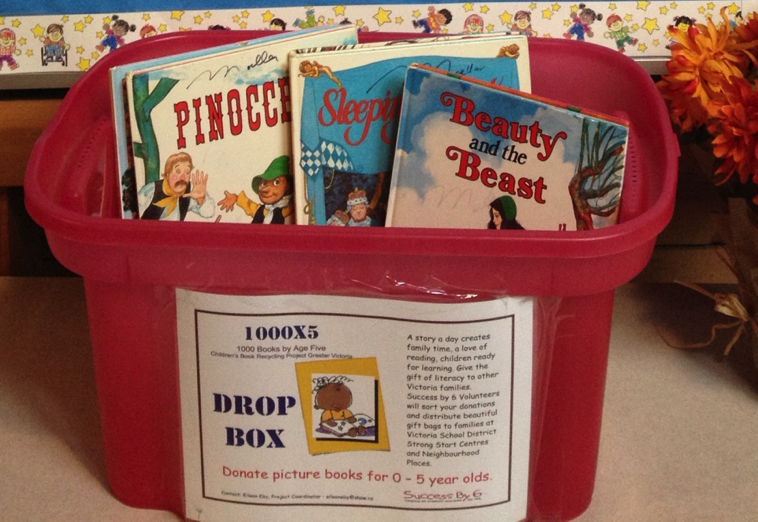 PINOCC
Sleepi
Beauty
and the
Beast
1000X5
1000 Books by Age Five
Children's Book Recycling Project Greater Victoria
DROP
BOX
A story a day creates
family time, a love of
reading, children ready
for learning. Give the
gift of literacy to other
Victoria families.
Success by 6 Volunteers
will sort your donations
and distribute beautiful
gift bags to families at
Victoria School District
Strong Start Centres
and Neighbourhood
Places.
Donate picture books for 0 - 5 year olds.
Contact: Eileen Eby, Project Coordinator -
Success By 6